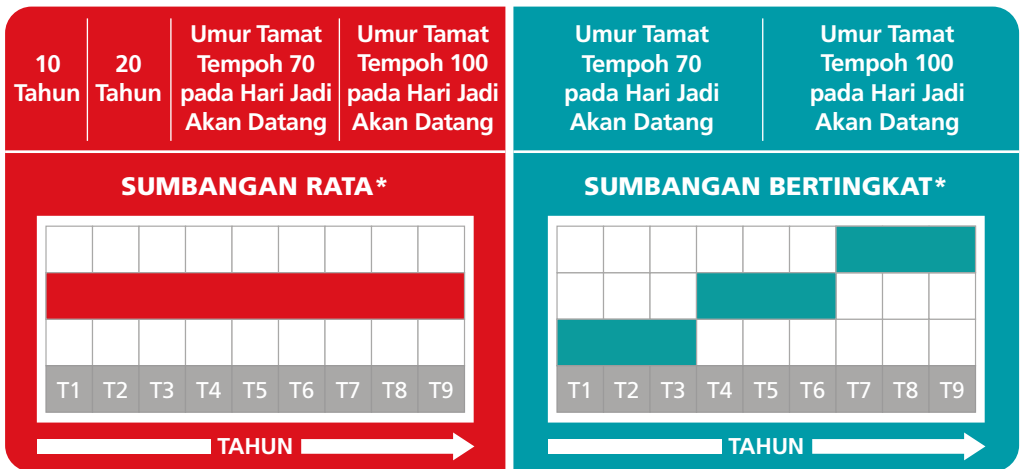 10
Tahun
20
Tahun
Umur Tamat
Tempoh 70
pada Hari Jadi
Akan Datang
Umur Tamat
Tempoh 100
pada Hari Jadi
Akan Datang
SUMBANGAN RATA*
T1 T2 T3 T4 T5 T6 T7 T8 T9
TAHUN
Umur Tamat
Tempoh 70
pada Hari Jadi
Akan Datang
Umur Tamat
Tempoh 100
pada Hari Jadi
Akan Datang
SUMBANGAN BERTINGKAT*
T1 T2 T3 T4 T5 T6 T7 T8 T9
TAHUN